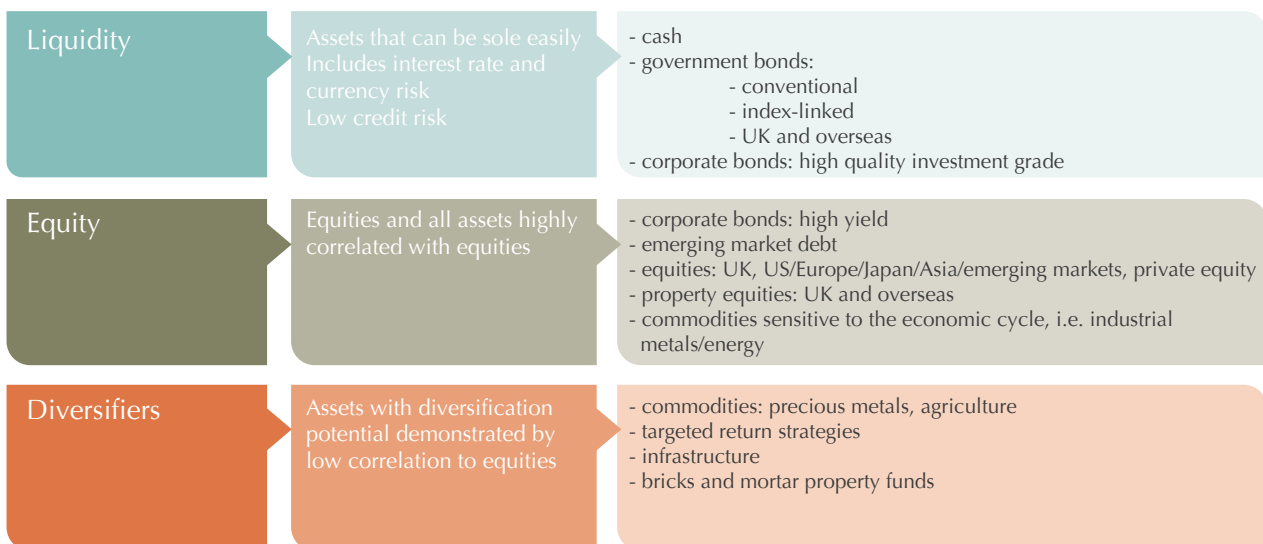 Liquidity
Assets that can be sole easily
Includes interest rate and
currency risk
Low credit risk
- cash
- government bonds:
- conventional
- index-linked
- UK and overseas
- corporate bonds: high quality investment grade
Equity
Equities and all assets highly
correlated with equities
- corporate bonds: high yield
- emerging market debt
- equities: UK, US/Europe/Japan/Asia/emerging markets, private equity
- property equities: UK and overseas
- commodities sensitive to the economic cycle, i.e. industrial
metals/energy
Diversifiers
Assets with diversification
potential demonstrated by
low correlation to equities
- commodities: precious metals, agriculture
- targeted return strategies
- infrastructure
- bricks and mortar property funds